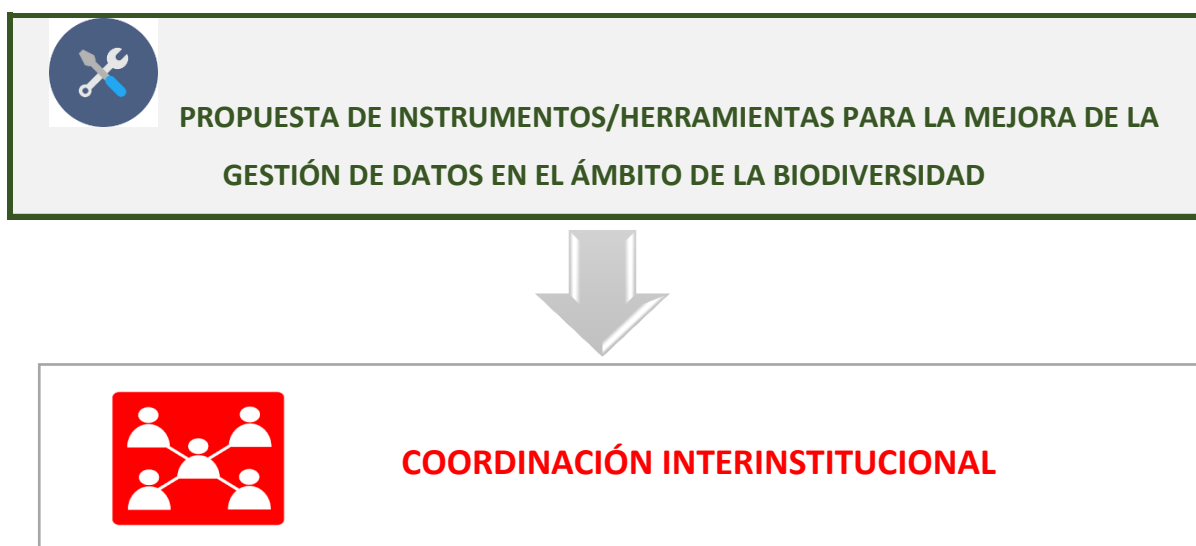 PROPUESTA DE INSTRUMENTOS/HERRAMIENTAS PARA LA MEJORA DE LA
GESTIÓN DE DATOS EN EL ÁMBITO DE LA BIODIVERSIDAD
COORDINACIÓN INTERINSTITUCIONAL